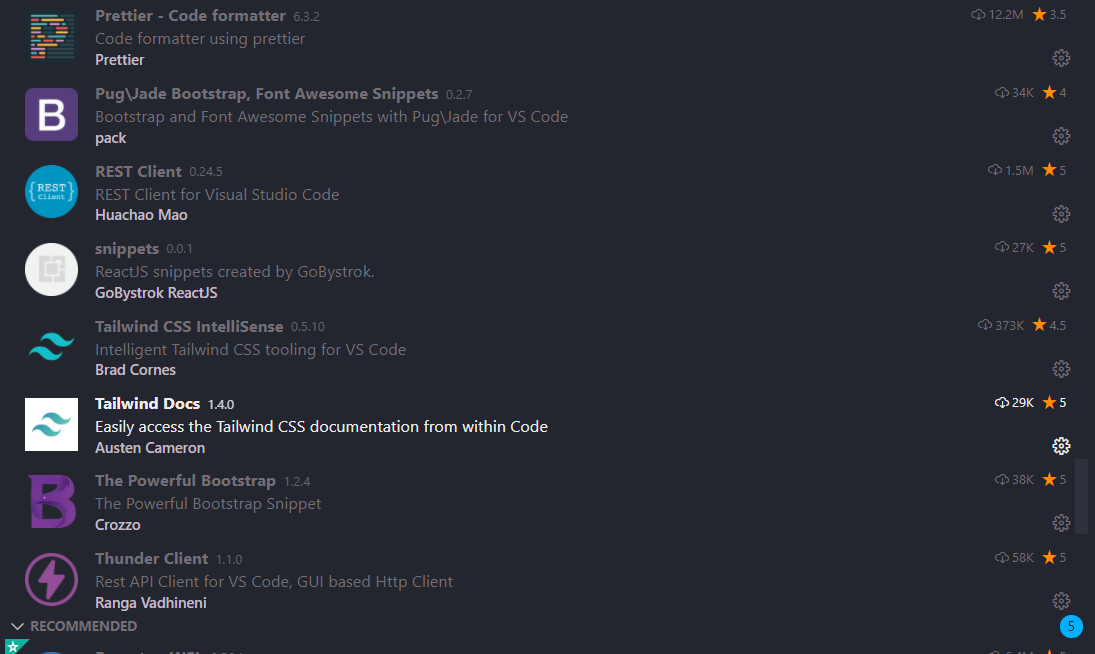 Prettier - Code formatter 6.3.2 12.2M 3.5
Code formatter using prettier
Prettier
B
Pug\Jade Bootstrap, Font Awesome Snippets 0.2.7 34K 4
Bootstrap and Font Awesome Snippets with Pug\Jade for VS Code
pack
{REST}
Client
REST Client 0.24.5 1.5M 5
REST Client for Visual Studio Code
Huachao Mao
snippets 0.0.1 27K 5
ReactJS snippets created by GoBystrok.
GoBystrok ReactJS
Tailwind CSS IntelliSense 0.5.10 373K 4.5
Intelligent Tailwind CSS tooling for VS Code
Brad Cornes
Tailwind Docs 1.4.0 29K 5
Easily access the Tailwind CSS documentation from within Code
Austen Cameron
B
The Powerful Bootstrap 1.2.4 38K 5
The Powerful Bootstrap Snippet
Crozzo
Thunder Client 1.1.0 58K 5
Rest API Client for VS Code, GUI based Http Client
Ranga Vadhineni
RECOMMENDED 5